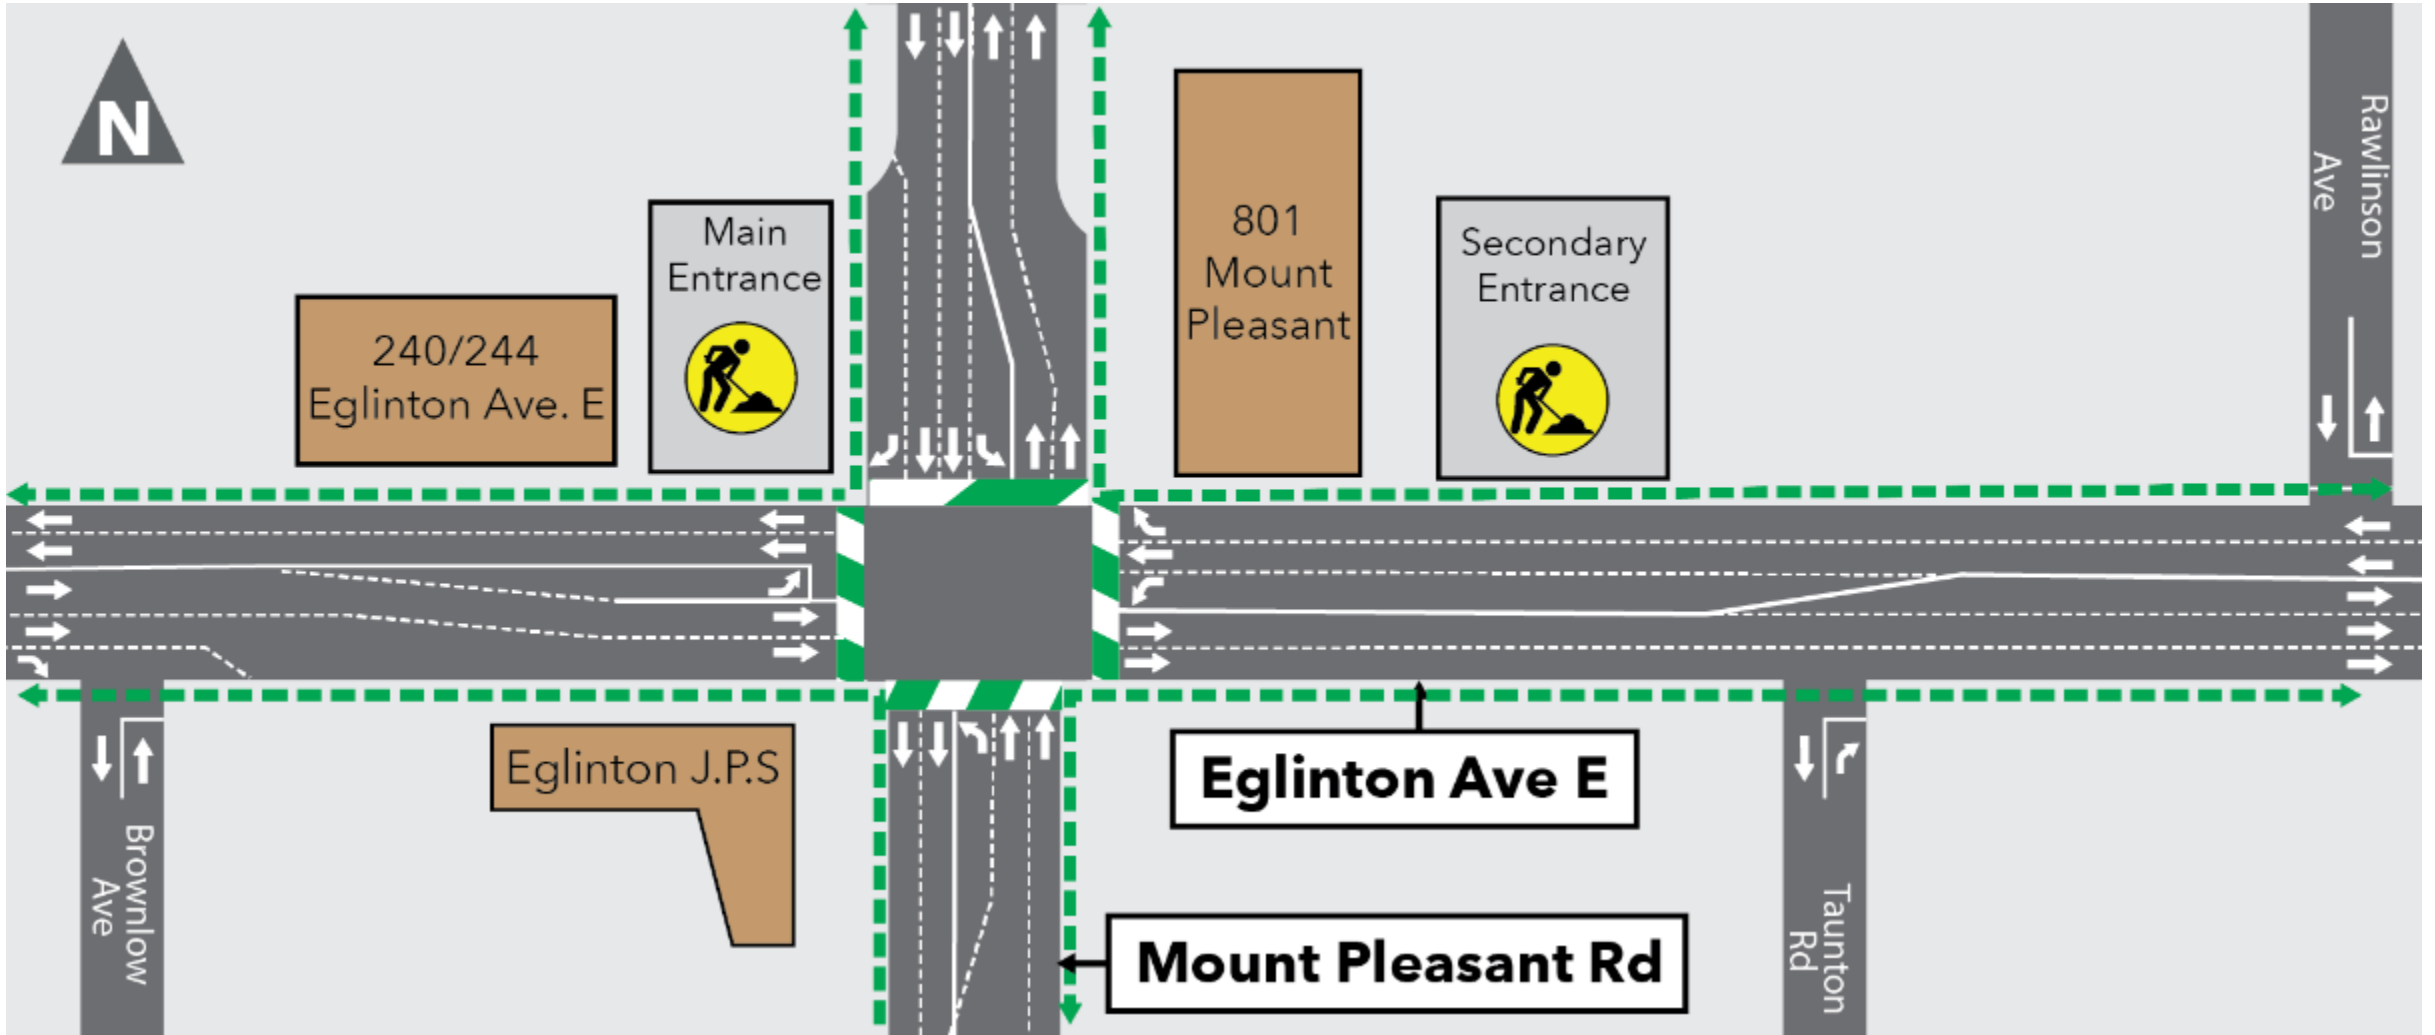 N
Main
Entrance
240/244
Eglinton Ave. E
801
Mount
Pleasant
Secondary
Entrance
Rawlinson
Ave
Eglinton J.P.S
Eglinton Ave E
Mount Pleasant Rd
Brownlow
Ave
Taunton
Rd